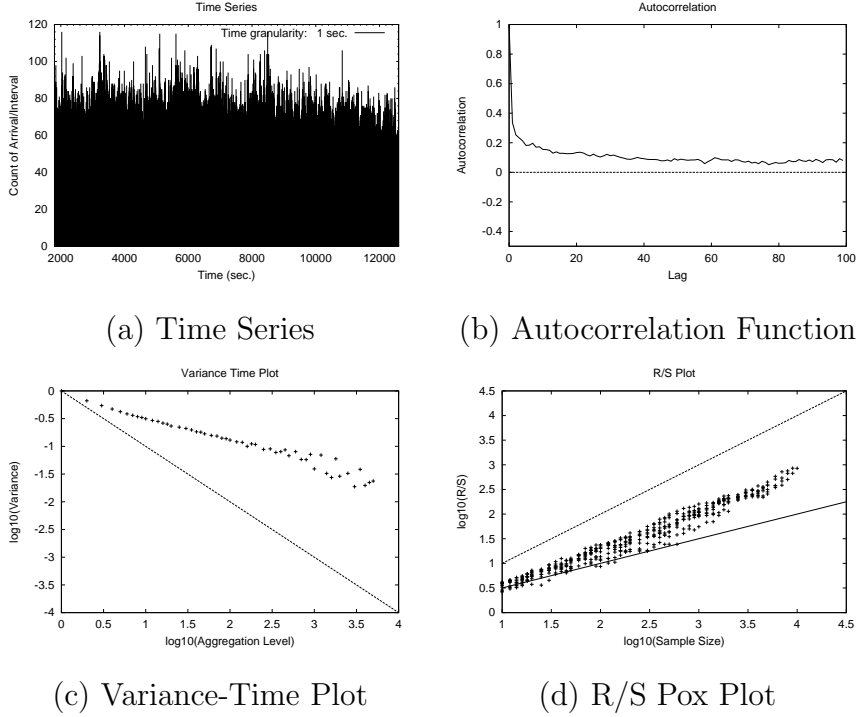 Time Series
Time granularity: 1 sec.
120
100
80
60
40
20
0
Count of Arrival/Interval
2000 4000 6000 8000 10000 12000
Time (sec.)
(a) Time Series
Autocorrelation
1
0.8
0.6
0.4
0.2
0
-0.2
-0.4
Autocorrelation
0 20 40 60 80 100
Lag
(b) Autocorrelation Function
Variance Time Plot
0
-0.5
-1
-1.5
-2
-2.5
-3
-3.5
-4
log10(Variance)
0 0.5 1 1.5 2 2.5 3 3.5 4
log10(Aggregation Level)
(c) Variance-Time Plot
R/S Plot
4.5
4
3.5
3
2.5
2
1.5
1
0.5
0
log10(R/S)
1 1.5 2 2.5 3 3.5 4 4.5
log10(Sample Size)
(d) R/S Pox Plot